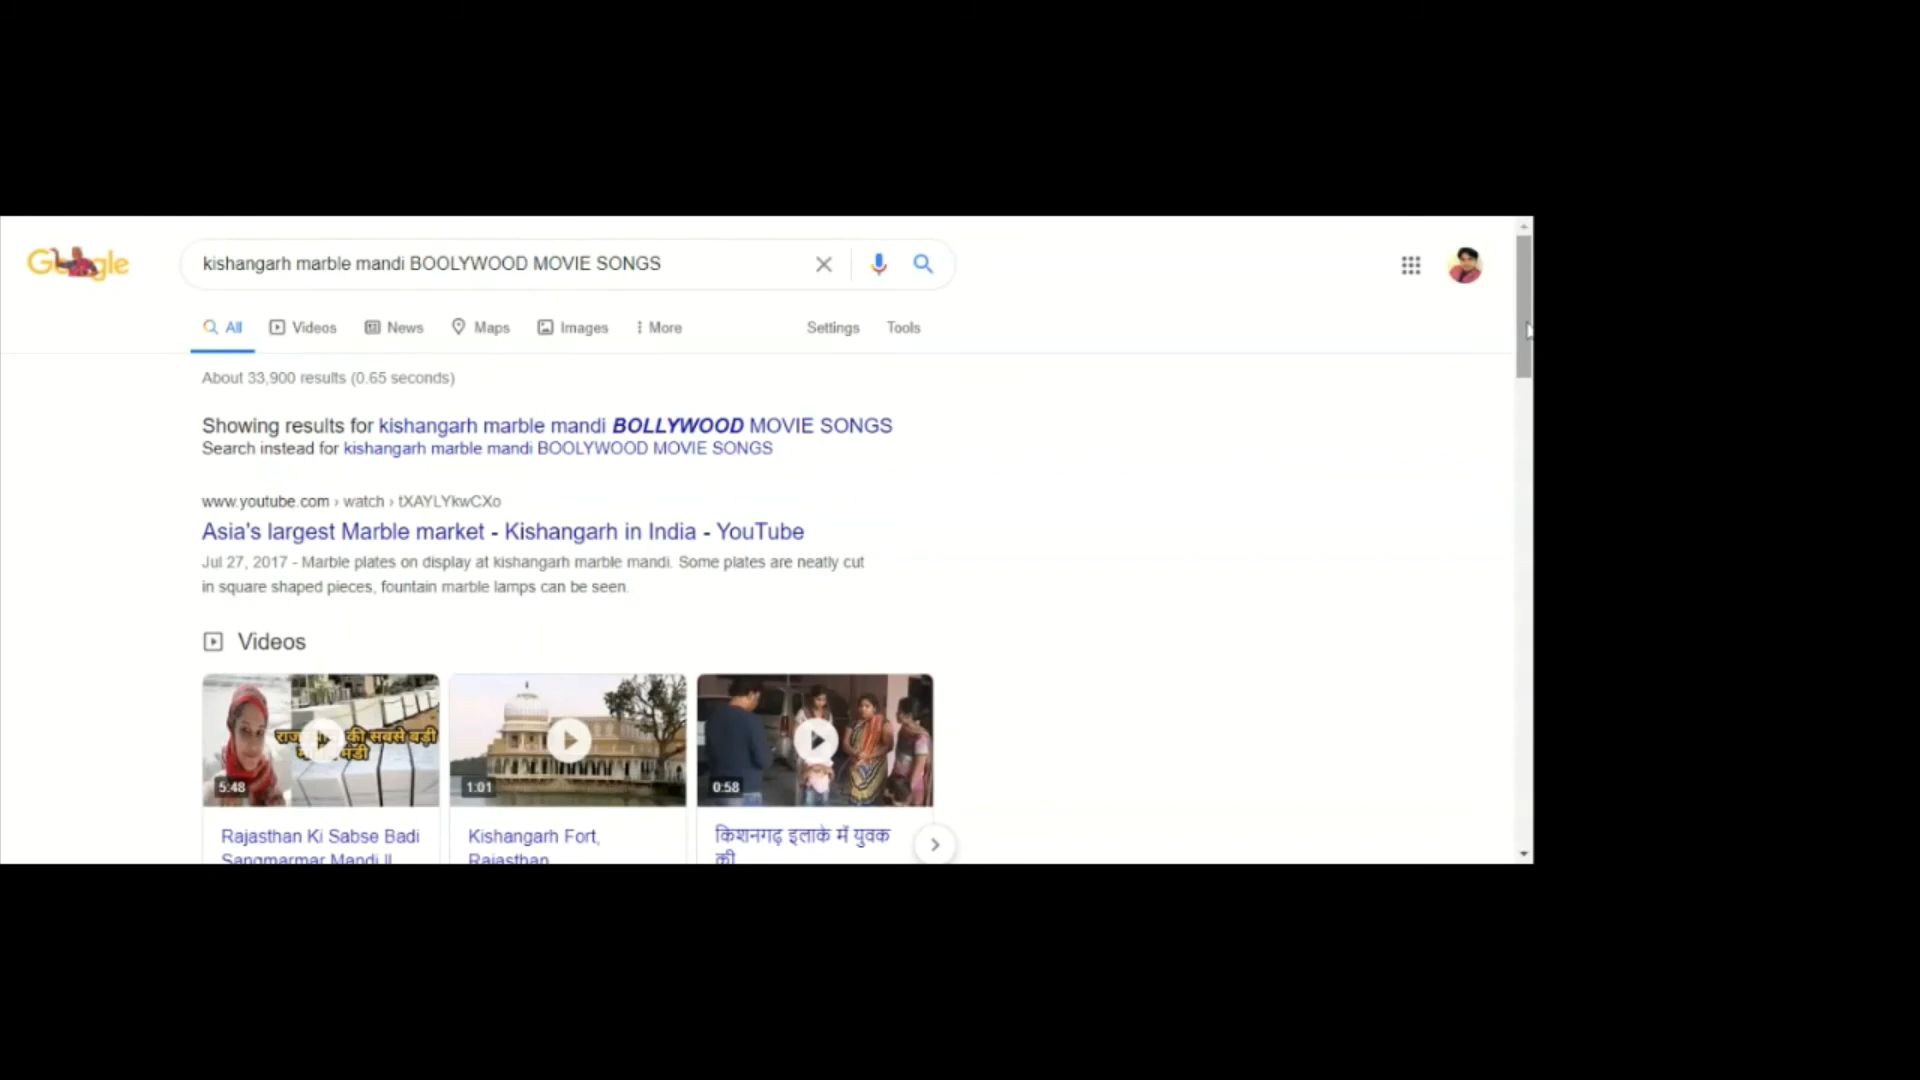 Google
kishangarh marble mandi BOOLYWOOD MOVIE SONGS
All Videos News Maps Images More Settings Tools
About 33,900 results (0.65 seconds)
Showing results for kishangarh marble mandi BOLLYWOOD MOVIE SONGS
Search instead for kishangarh marble mandi BOOLYWOOD MOVIE SONGS
www.youtube.com › watch › tXAYLYkwCXo
Asia's largest Marble market - Kishangarh in India - YouTube
Jul 27, 2017 - Marble plates on display at kishangarh marble mandi. Some plates are neatly cut
in square shaped pieces, fountain marble lamps can be seen.
Videos
की सबसे बड़ी
मंडी
5:48
1:01
0:58
Rajasthan Ki Sabse Badi
Sangmarmar Mandi ||
Kishangarh Fort,
Rajasthan
किशनगढ़ इलाके में युवक
की